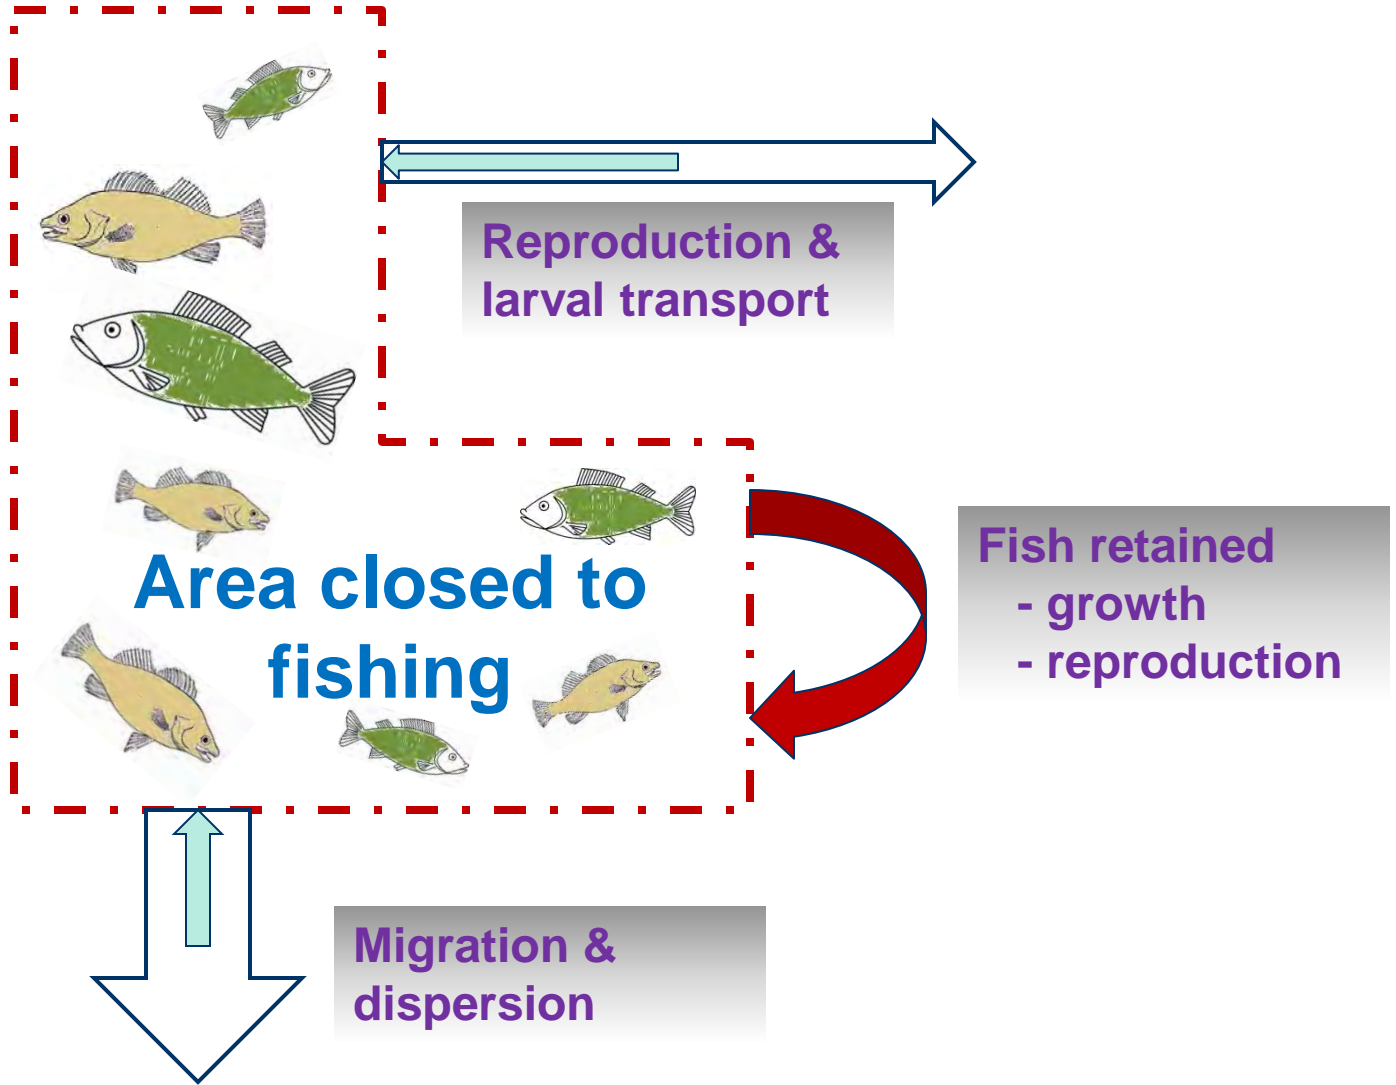 Reproduction &
larval transport
Area closed to
fishing
Fish retained
- growth
- reproduction
Migration &
dispersion